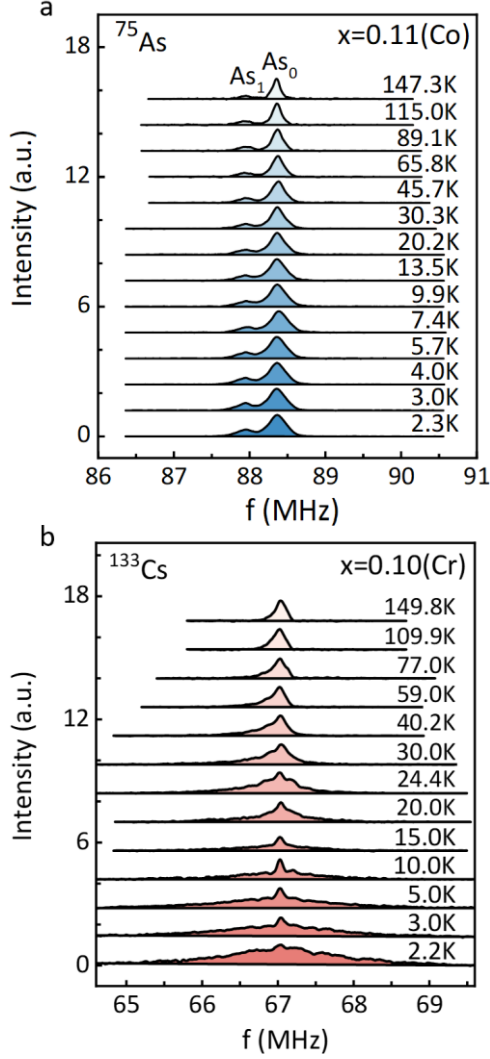 a
18
⁷⁵As
x=0.11(Co)
As₁
As₀
147.3K
115.0K
89.1K
12
65.8K
45.7K
30.3K
20.2K
13.5K
6
9.9K
7.4K
5.7K
4.0K
3.0K
0
2.3K
Intensity (a.u.)
86 87 88 89 90 91
f (MHz)
b
¹³³Cs
x=0.10(Cr)
18
149.8K
109.9K
77.0K
59.0K
12
40.2K
30.0K
24.4K
20.0K
6
15.0K
10.0K
5.0K
3.0K
0
2.2K
Intensity (a.u.)
65 66 67 68 69
f (MHz)